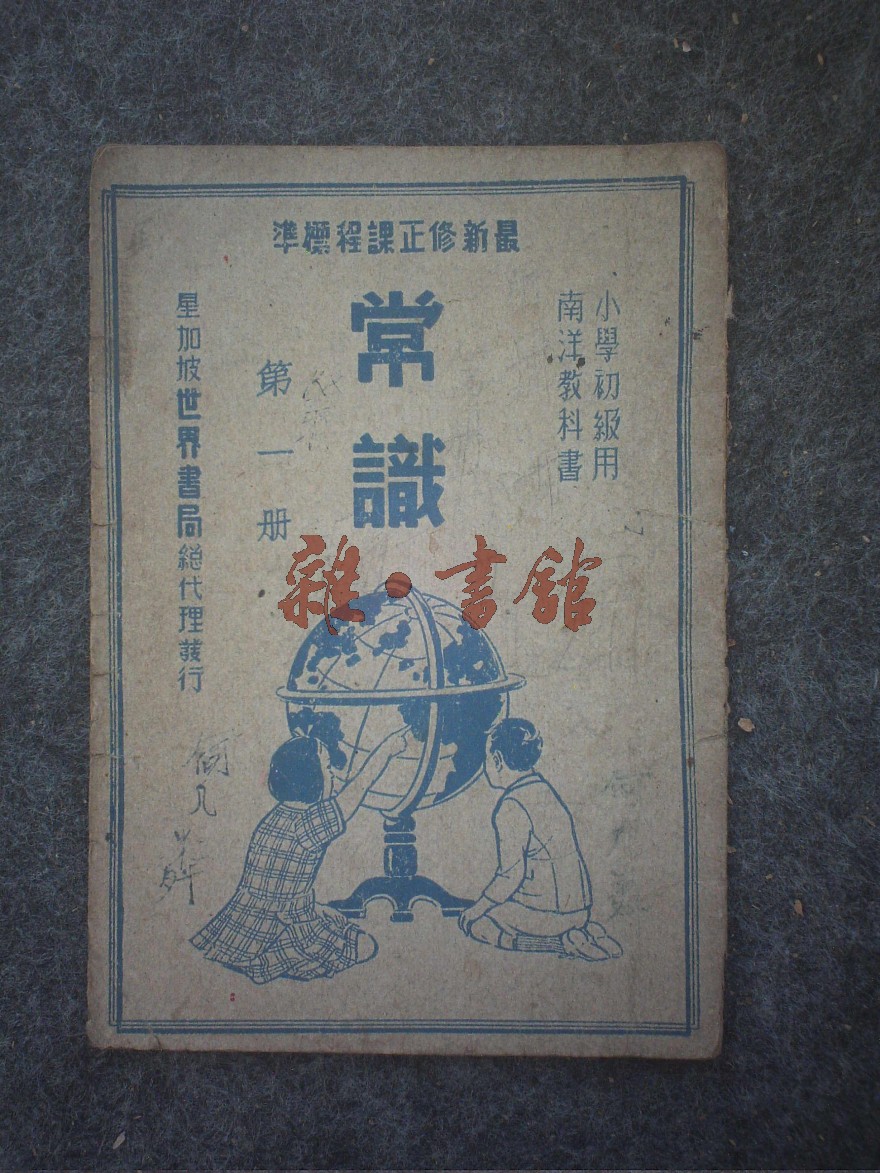 最新修正課程標準
小學初級用
南洋教科書
常識
第一册
星加坡世界書局總代理發行
雜·書館